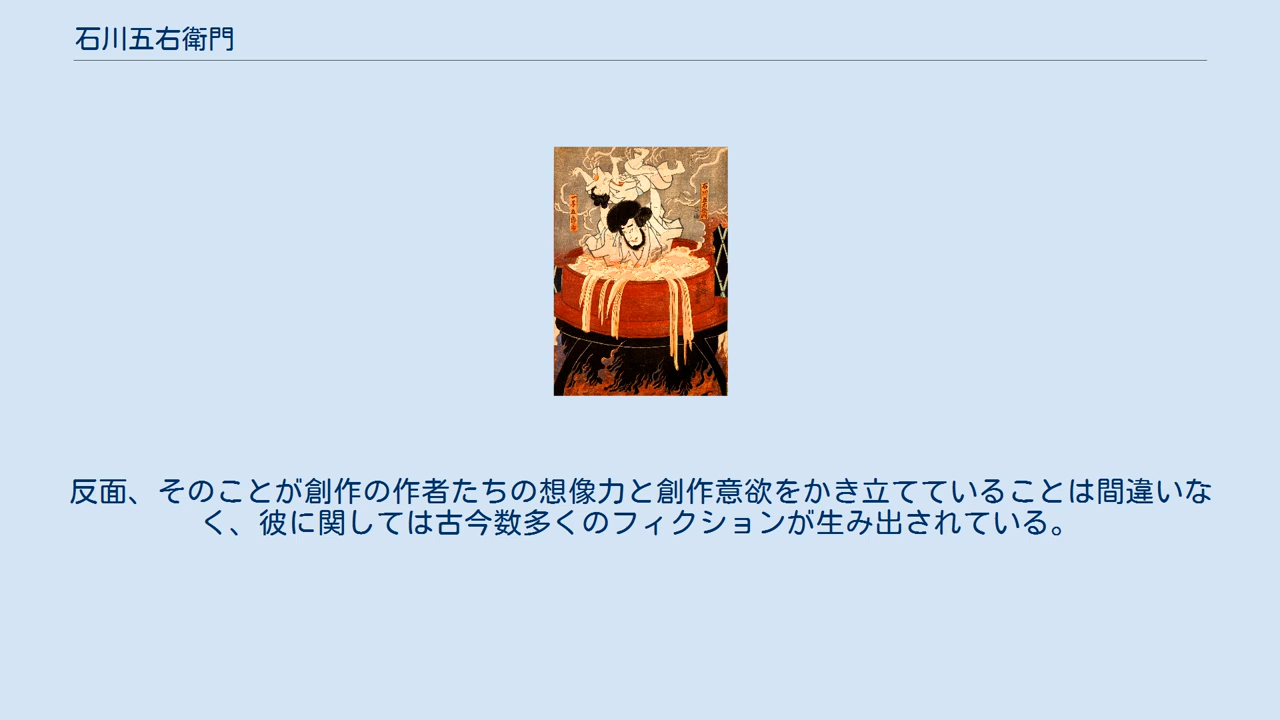 石川五右衛門
反面、そのことが創作の作者たちの想像力と創作意欲をかき立てていることは間違いな
く、彼に関しては古今数多くのフィクションが生み出されている。